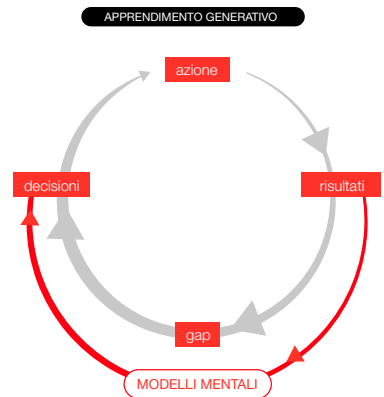 APPRENDIMENTO GENERATIVO
azione
decisioni
risultati
gap
MODELLI MENTALI